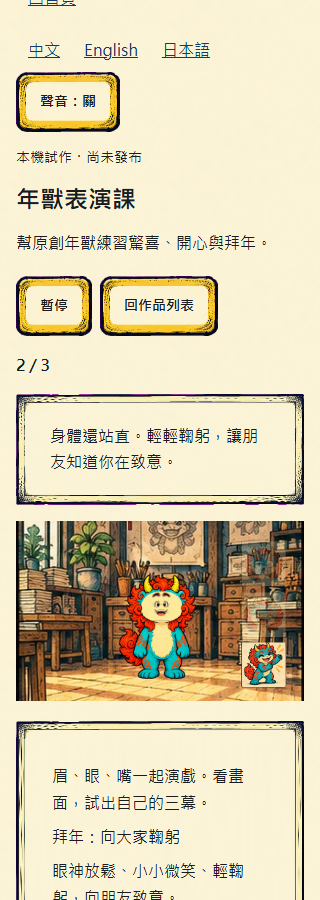 回首頁
中文 English 日本語
聲音：關
本機試作・尚未發布
年獸表演課
幫原創年獸練習驚喜、開心與拜年。
暫停 回作品列表
2 / 3
身體還站直。輕輕鞠躬，讓朋
友知道你在致意。
眉、眼、嘴一起演戲。看畫
面，試出自己的三幕。
拜年：向大家鞠躬
眼神放鬆、小小微笑、輕鞠
躬，向朋友致意。